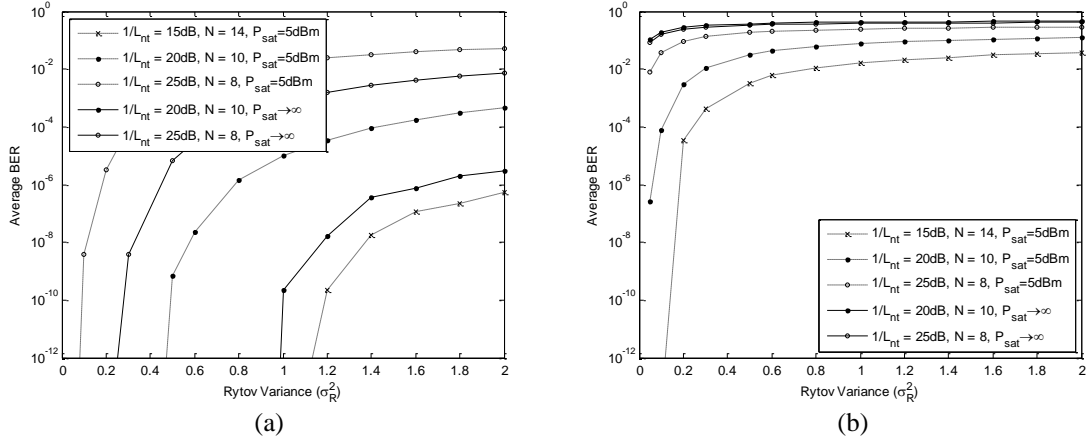 10^0
10^-2
10^-4
10^-6
10^-8
10^-10
10^-12
Average BER
1/L_nt = 15dB, N = 14, P_sat=5dBm
1/L_nt = 20dB, N = 10, P_sat=5dBm
1/L_nt = 25dB, N = 8, P_sat=5dBm
1/L_nt = 20dB, N = 10, P_sat→∞
1/L_nt = 25dB, N = 8, P_sat→∞
0 0.2 0.4 0.6 0.8 1 1.2 1.4 1.6 1.8 2
Rytov Variance (σ_R^2)
(a)
10^0
10^-2
10^-4
10^-6
10^-8
10^-10
10^-12
Average BER
1/L_nt = 15dB, N = 14, P_sat=5dBm
1/L_nt = 20dB, N = 10, P_sat=5dBm
1/L_nt = 25dB, N = 8, P_sat=5dBm
1/L_nt = 20dB, N = 10, P_sat→∞
1/L_nt = 25dB, N = 8, P_sat→∞
0 0.2 0.4 0.6 0.8 1 1.2 1.4 1.6 1.8 2
Rytov Variance (σ_R^2)
(b)